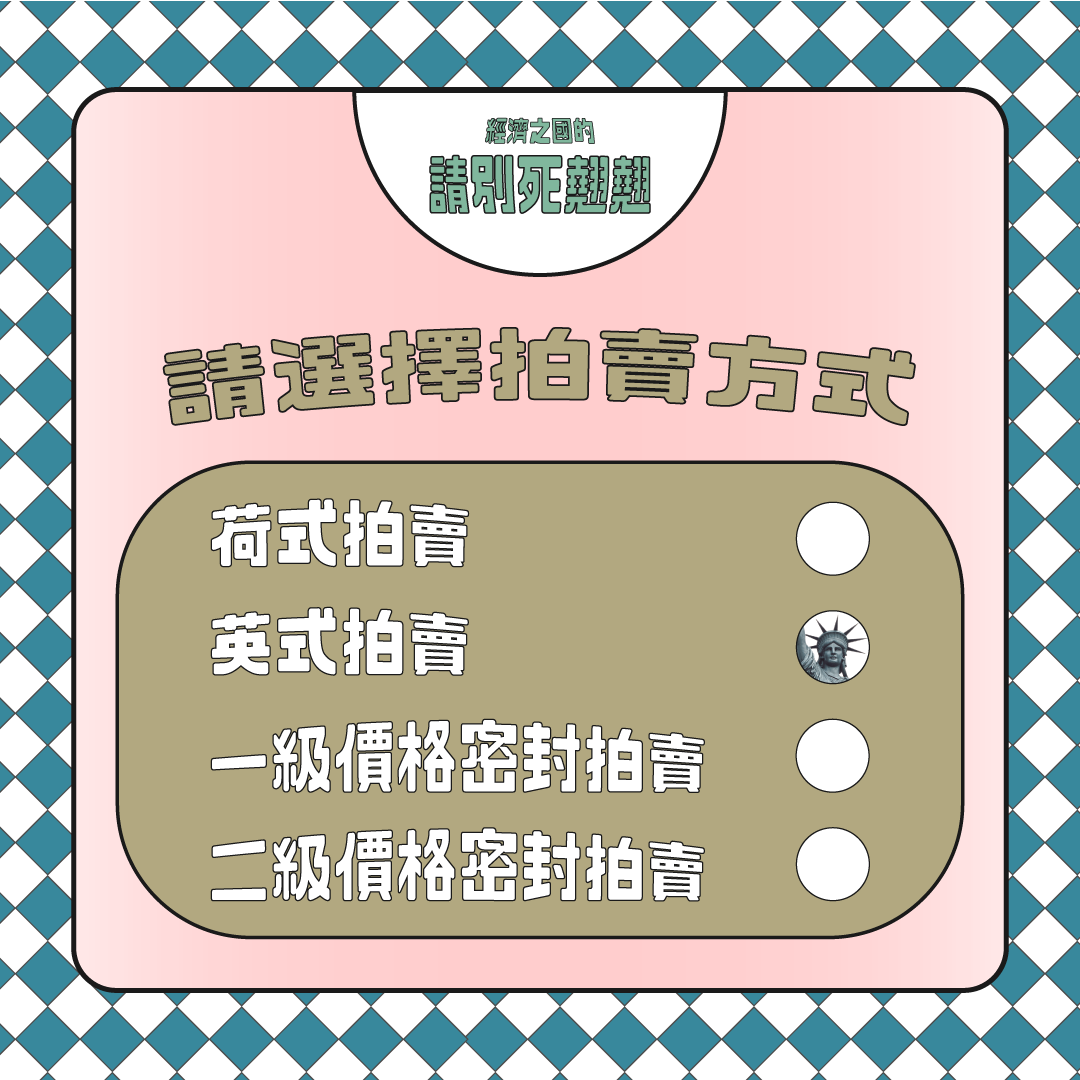 經濟之國的
請別死翹翹
請選擇拍賣方式
荷式拍賣
英式拍賣
一級價格密封拍賣
二級價格密封拍賣